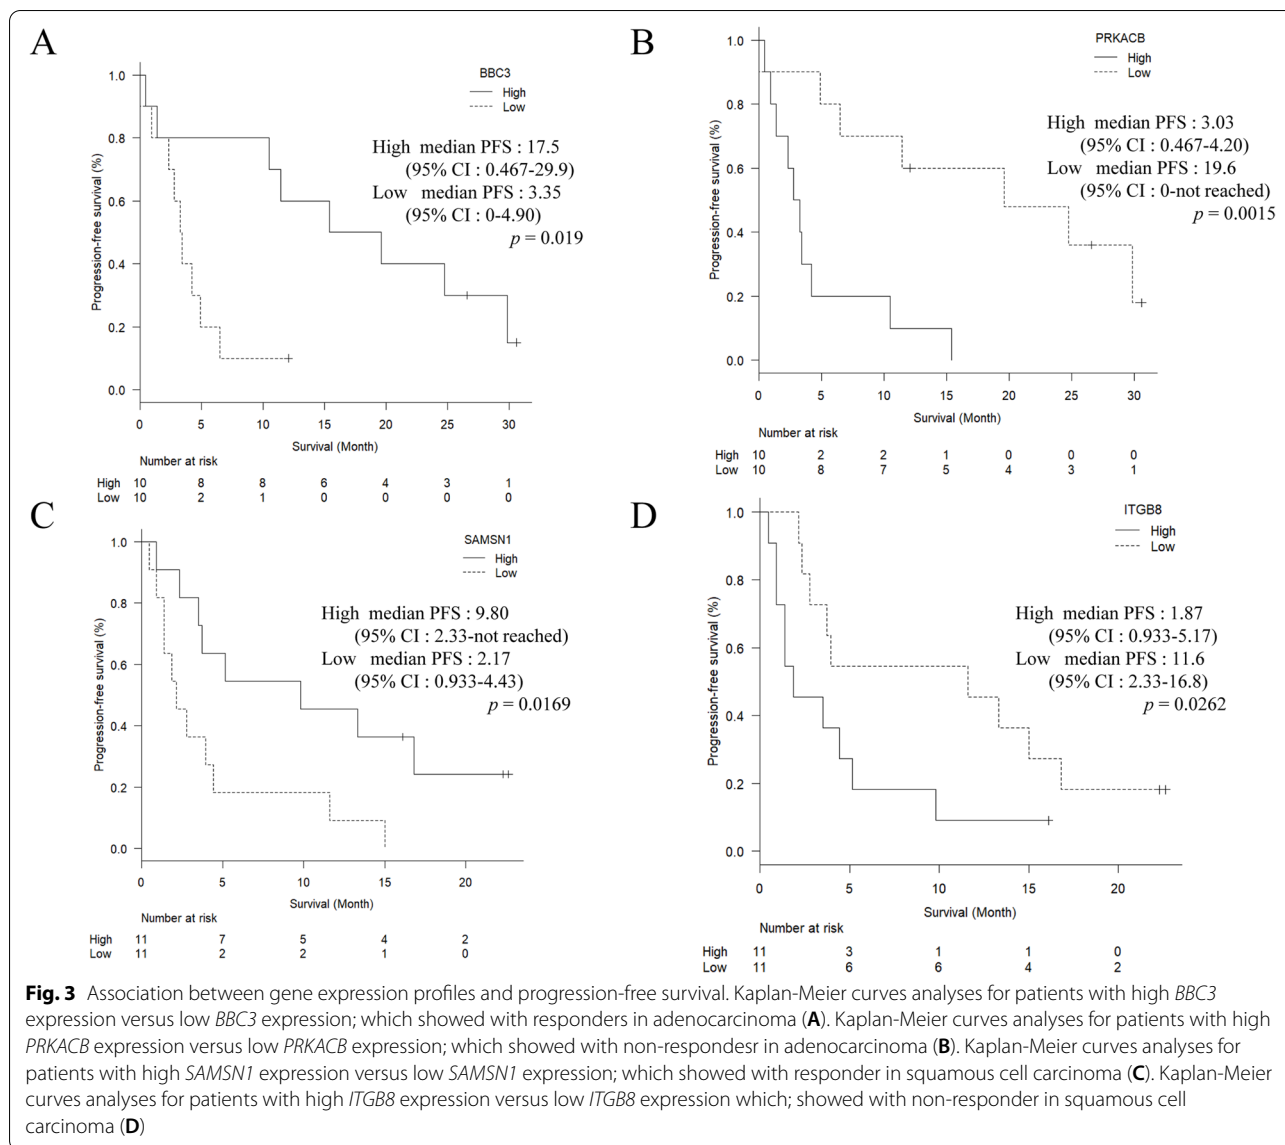 A
BBC3
High
Low
High median PFS : 17.5
(95% CI : 0.467-29.9)
Low median PFS : 3.35
(95% CI : 0-4.90)
p = 0.019
Progression-free survival (%)
1.0
0.8
0.6
0.4
0.2
0.0
0 5 10 15 20 25 30
Survival (Month)
Number at risk
High 10 8 8 6 4 3 1
Low 10 2 1 0 0 0 0
B
PRKACB
High
Low
High median PFS : 3.03
(95% CI : 0.467-4.20)
Low median PFS : 19.6
(95% CI : 0-not reached)
p = 0.0015
Progression-free survival (%)
1.0
0.8
0.6
0.4
0.2
0.0
0 5 10 15 20 25 30
Survival (Month)
Number at risk
High 10 2 2 1 0 0 0
Low 10 8 7 5 4 3 1
C
SAMSN1
High
Low
High median PFS : 9.80
(95% CI : 2.33-not reached)
Low median PFS : 2.17
(95% CI : 0.933-4.43)
p = 0.0169
Progression-free survival (%)
1.0
0.8
0.6
0.4
0.2
0.0
0 5 10 15 20
Survival (Month)
Number at risk
High 11 7 5 4 2
Low 11 2 2 1 0
D
ITGB8
High
Low
High median PFS : 1.87
(95% CI : 0.933-5.17)
Low median PFS : 11.6
(95% CI : 2.33-16.8)
p = 0.0262
Progression-free survival (%)
1.0
0.8
0.6
0.4
0.2
0.0
0 5 10 15 20
Survival (Month)
Number at risk
High 11 3 1 1 0
Low 11 6 6 4 2
Fig. 3 Association between gene expression profiles and progression-free survival. Kaplan-Meier curves analyses for patients with high BBC3
expression versus low BBC3 expression; which showed with responders in adenocarcinoma (A). Kaplan-Meier curves analyses for patients with high
PRKACB expression versus low PRKACB expression; which showed with non-respondesr in adenocarcinoma (B). Kaplan-Meier curves analyses for
patients with high SAMSN1 expression versus low SAMSN1 expression; which showed with responder in squamous cell carcinoma (C). Kaplan-Meier
curves analyses for patients with high ITGB8 expression versus low ITGB8 expression which; showed with non-responder in squamous cell
carcinoma (D)